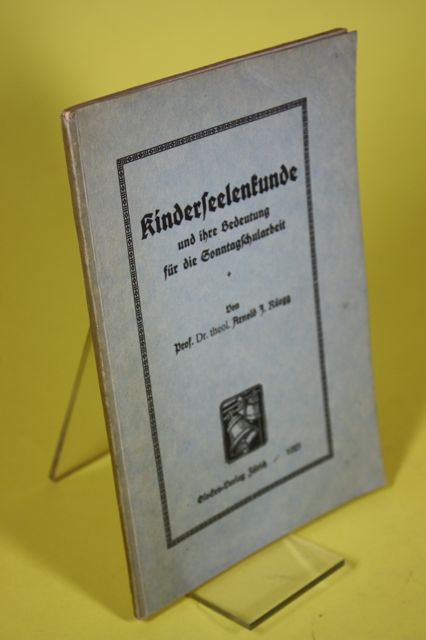 Kinderseelenkunde
und ihre Bedeutung
für die Sonntagschularbeit
Von
Prof. Dr. theol. Arnold J. Rüegg
Glocken-Verlag Zürich